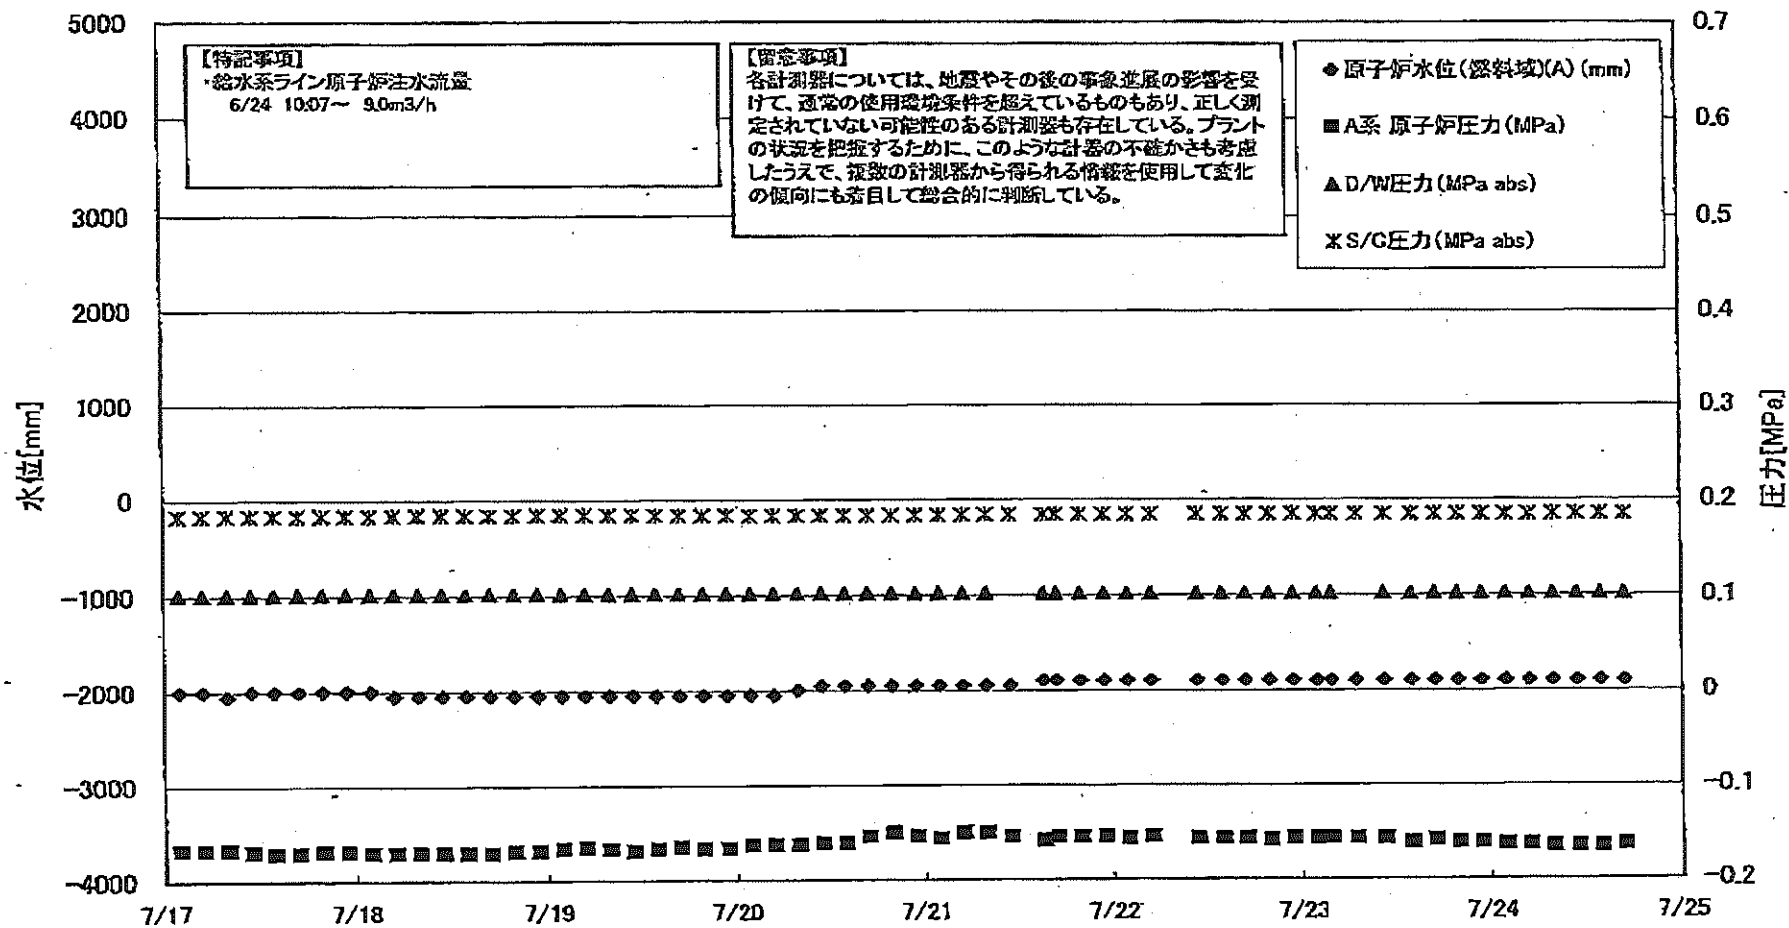 【特記事項】
・給水系ライン原子炉注水流量
6/24 10:07～ 9.0m3/h
【留意事項】
各計測器については、地震やその後の事象進展の影響を受
けて、通常の使用環境条件を超えているものもあり、正しく測
定されていない可能性のある計測器も存在している。プラント
の状況を把握するために、このような計器の不確かさも考慮
したうえで、複数の計測器から得られる情報を使用して変化
の傾向にも着目して総合的に判断している。
原子炉水位(燃料域)(A)(mm)
A系 原子炉圧力(MPa)
D/W圧力(MPa abs)
S/C圧力(MPa abs)
水位[mm]
5000
4000
3000
2000
1000
0
-1000
-2000
-3000
-4000
圧力[MPa]
0.7
0.6
0.5
0.4
0.3
0.2
0.1
0
-0.1
-0.2
7/17 7/18 7/19 7/20 7/21 7/22 7/23 7/24 7/25